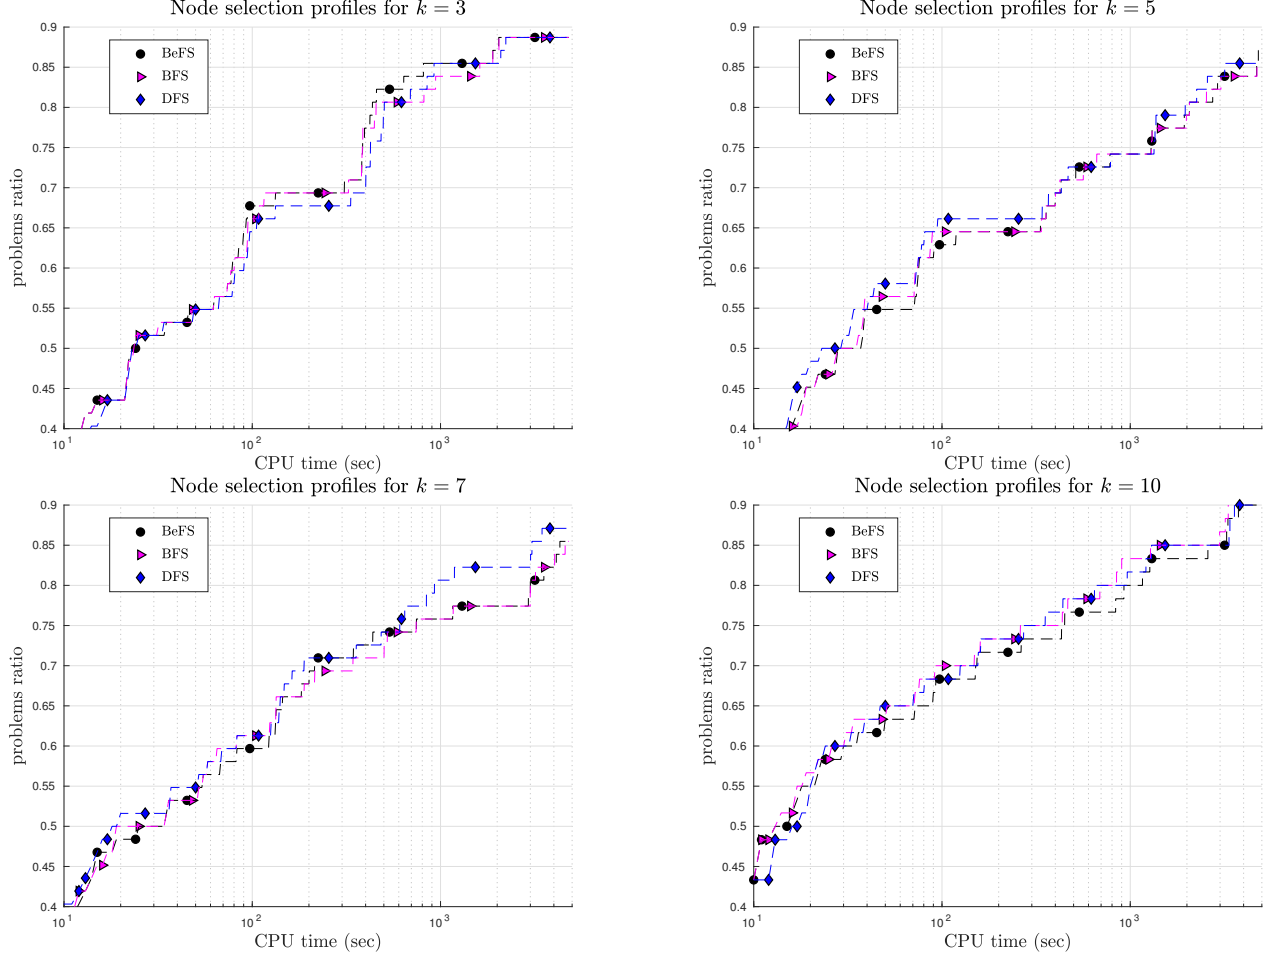 Node selection profiles for k = 3
0.9
0.85
0.8
0.75
0.7
0.65
0.6
0.55
0.5
0.45
0.4
problems ratio
BeFS
BFS
DFS
10^1
10^2
10^3
CPU time (sec)
Node selection profiles for k = 5
0.9
0.85
0.8
0.75
0.7
0.65
0.6
0.55
0.5
0.45
0.4
problems ratio
BeFS
BFS
DFS
10^1
10^2
10^3
CPU time (sec)
Node selection profiles for k = 7
0.9
0.85
0.8
0.75
0.7
0.65
0.6
0.55
0.5
0.45
0.4
problems ratio
BeFS
BFS
DFS
10^1
10^2
10^3
CPU time (sec)
Node selection profiles for k = 10
0.9
0.85
0.8
0.75
0.7
0.65
0.6
0.55
0.5
0.45
0.4
problems ratio
BeFS
BFS
DFS
10^1
10^2
10^3
CPU time (sec)